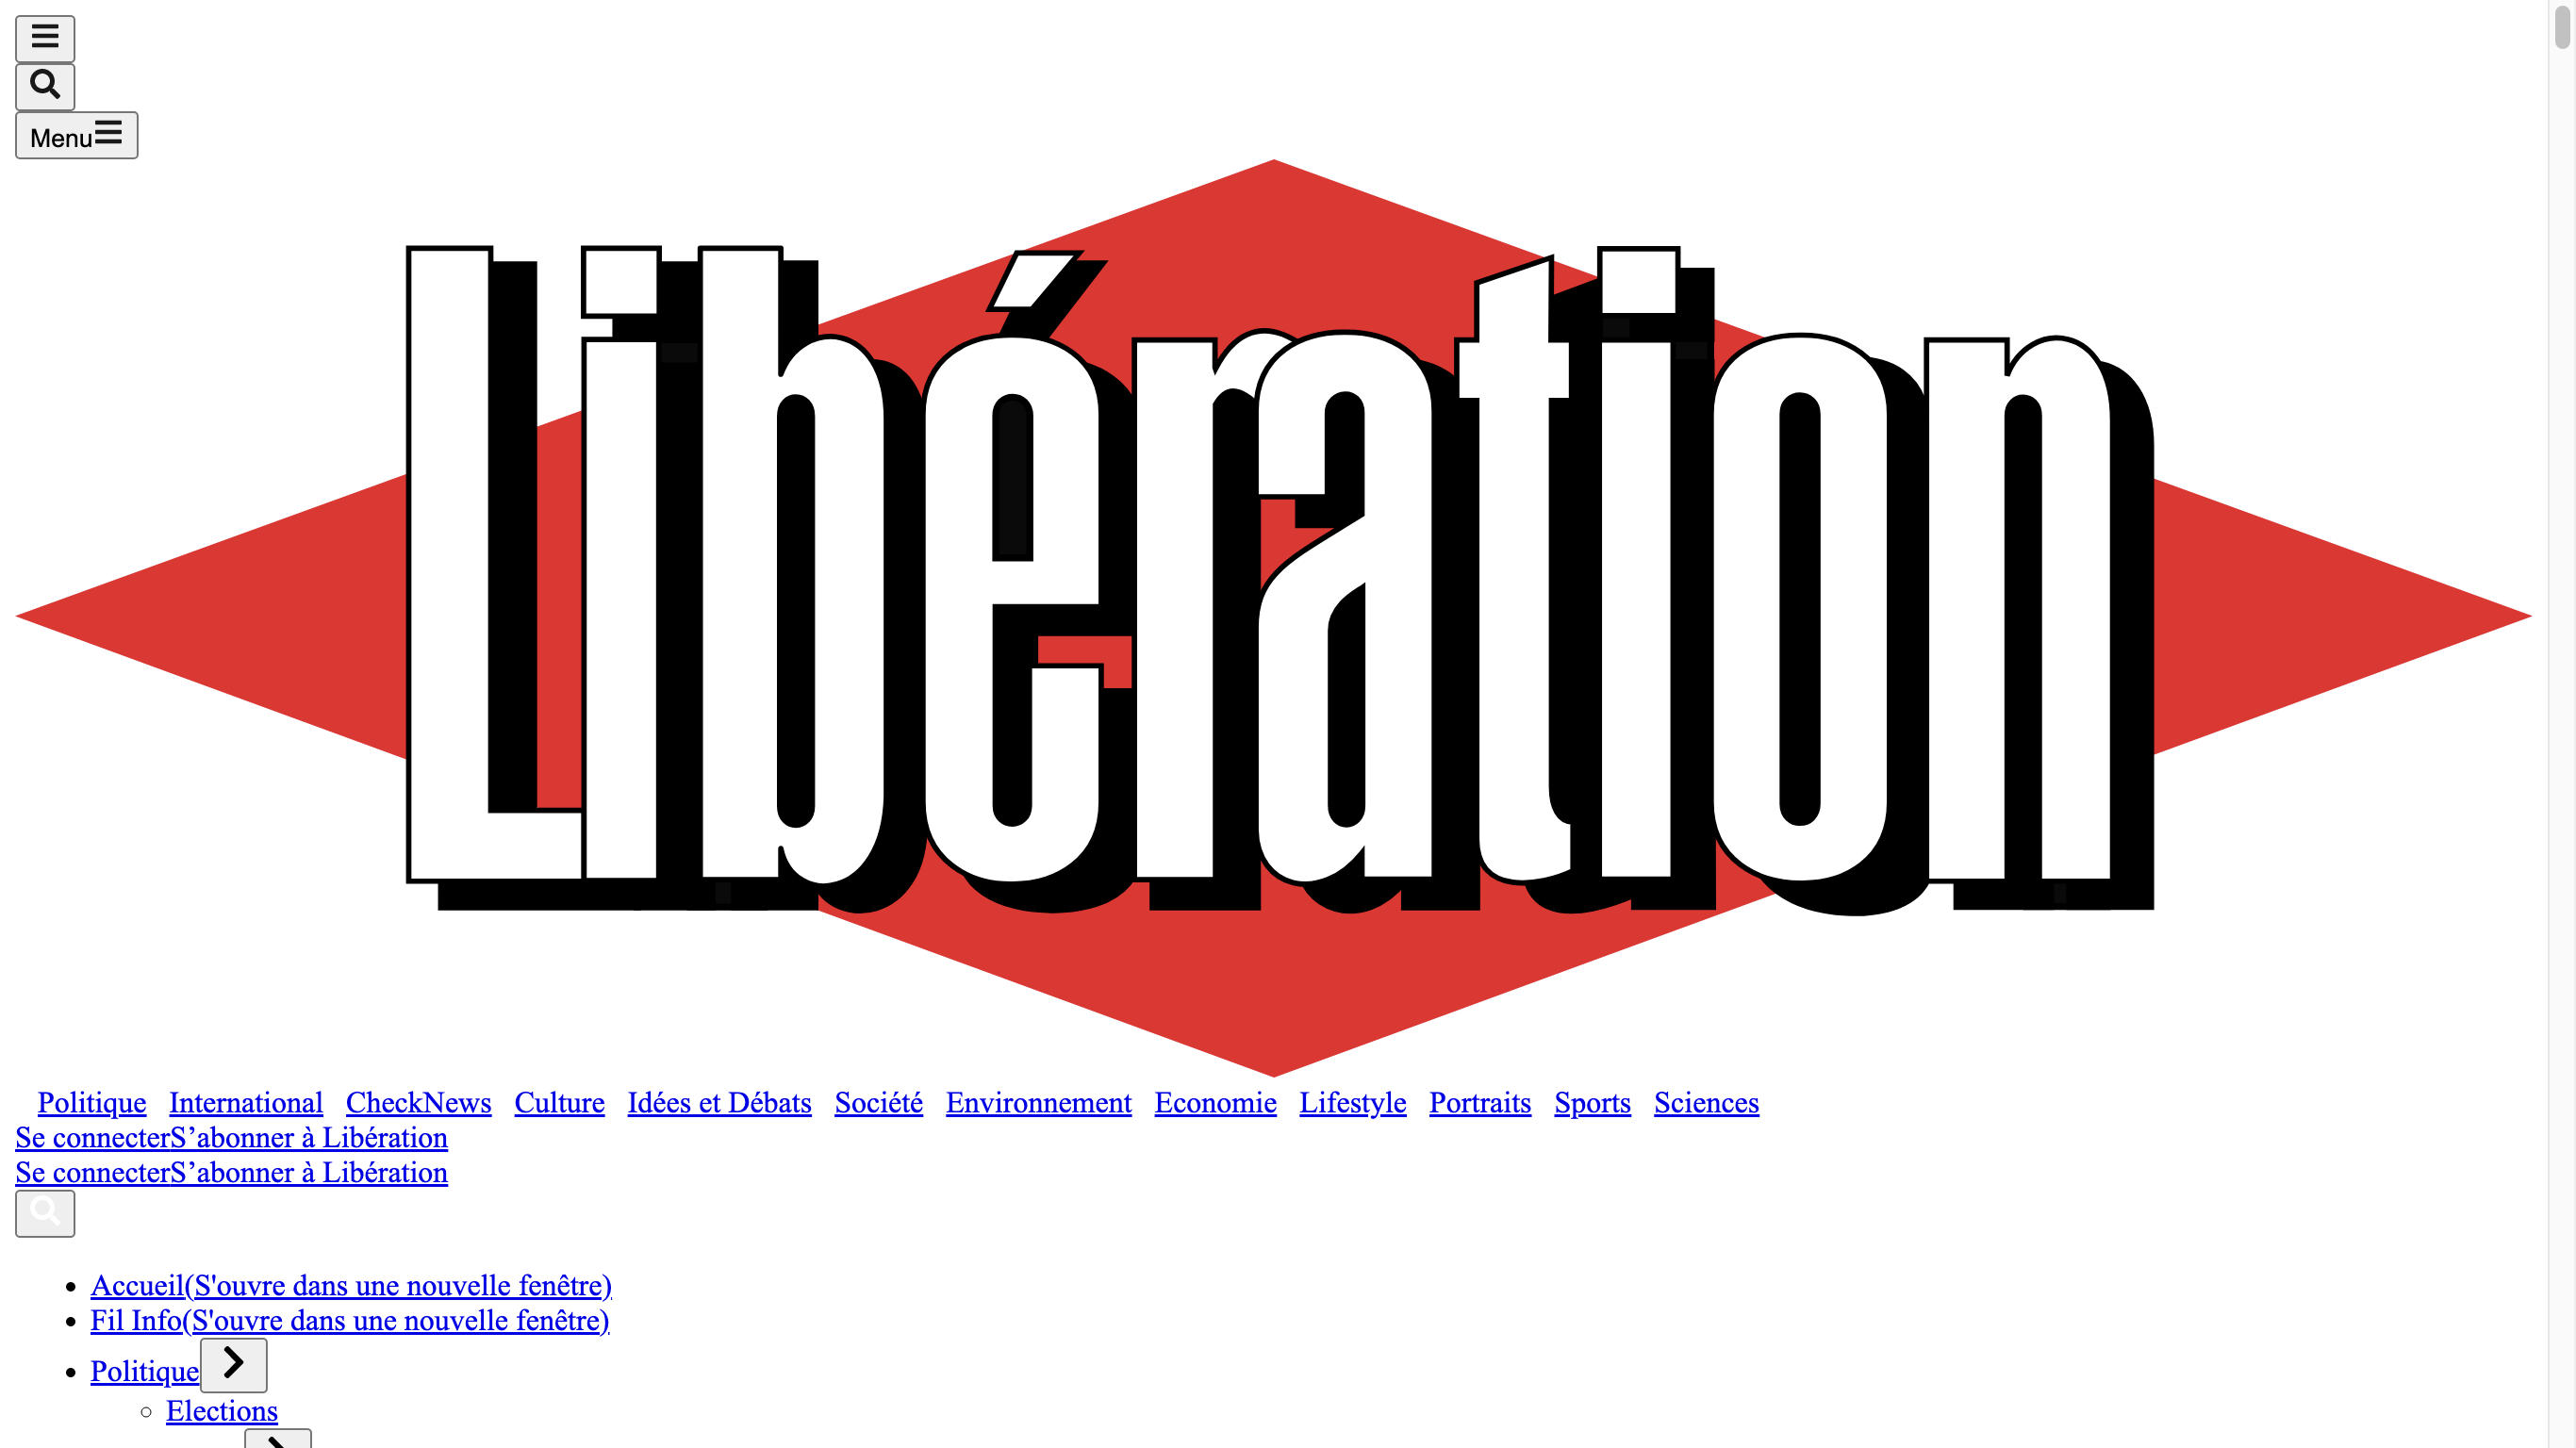 Menu
Libération
Politique International CheckNews Culture Idées et Débats Société Environnement Economie Lifestyle Portraits Sports Sciences
Se connecterS’abonner à Libération
Se connecterS’abonner à Libération
Accueil(S'ouvre dans une nouvelle fenêtre)
Fil Info(S'ouvre dans une nouvelle fenêtre)
Politique
Elections